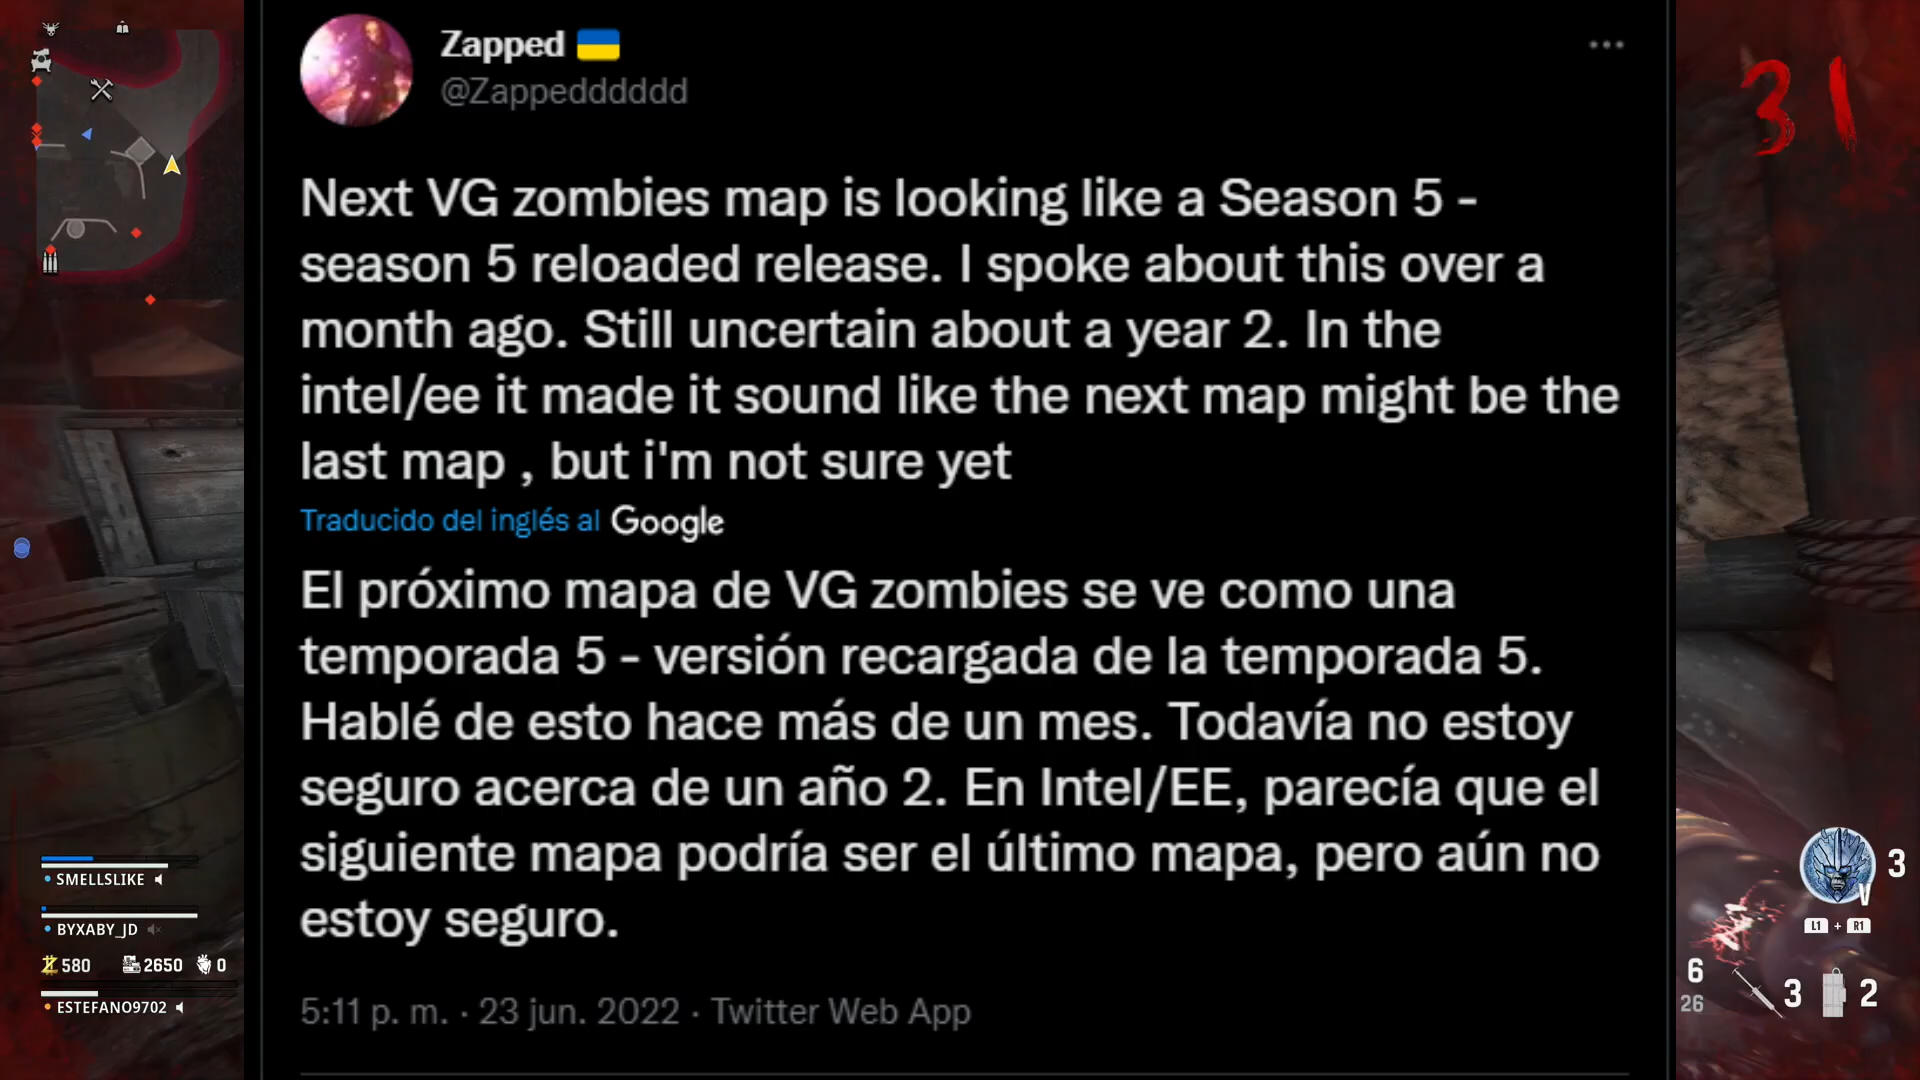 Zapped
@Zappedddddd
31
Next VG zombies map is looking like a Season 5 -
season 5 reloaded release. I spoke about this over a
month ago. Still uncertain about a year 2. In the
intel/ee it made it sound like the next map might be the
last map , but i'm not sure yet
Traducido del inglés al Google
El próximo mapa de VG zombies se ve como una
temporada 5 - versión recargada de la temporada 5.
Hablé de esto hace más de un mes. Todavía no estoy
seguro acerca de un año 2. En Intel/EE, parecía que el
siguiente mapa podría ser el último mapa, pero aún no
estoy seguro.
5:11 p. m. · 23 jun. 2022 · Twitter Web App
SMELLSLIKE
BYXABY_JD
580 2650 0
ESTEFANO9702
3
V
L1 + R1
6
26
3
2